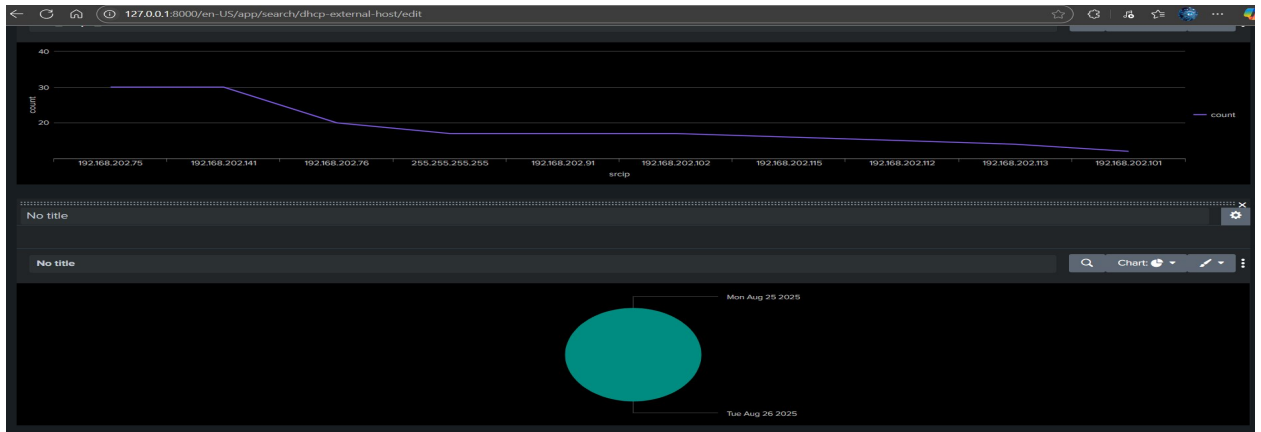 127.0.0.1:8000/en-US/app/search/dhcp-external-host/edit
40
30
20
count
count
192.168.202.75 192.168.202.141 192.168.202.76 255.255.255.255 192.168.202.91 192.168.202.102 192.168.202.115 192.168.202.112 192.168.202.113 192.168.202.101
srcip
No title
No title
Chart:
Mon Aug 25 2025
Tue Aug 26 2025